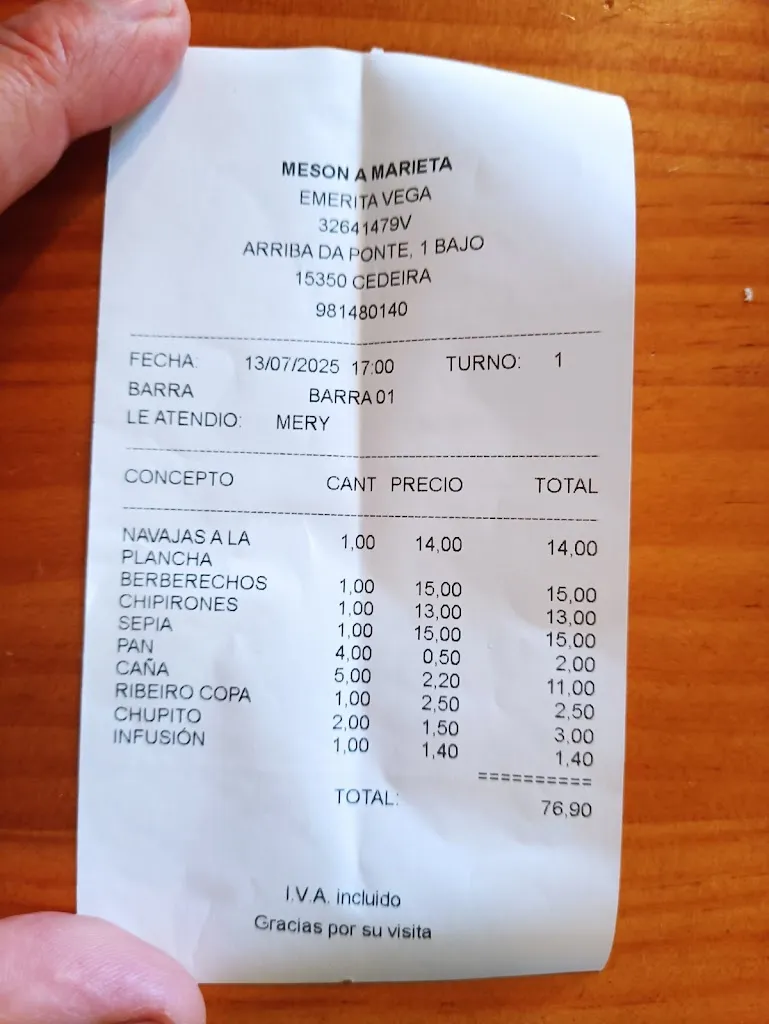 MESON A MARIETA
EMERITA VEGA
32641479V
ARRIBA DA PONTE, 1 BAJO
15350 CEDEIRA
981480140
FECHA: 13/07/2025 17:00 TURNO: 1
BARRA BARRA 01
LE ATENDIO: MERY
CONCEPTO CANT PRECIO TOTAL
NAVAJAS A LA 1,00 14,00 14,00
PLANCHA
BERBERECHOS 1,00 15,00 15,00
CHIPIRONES 1,00 13,00 13,00
SEPIA 1,00 15,00 15,00
PAN 4,00 0,50 2,00
CAÑA 5,00 2,20 11,00
RIBEIRO COPA 1,00 2,50 2,50
CHUPITO 2,00 1,50 3,00
INFUSIÓN 1,00 1,40 1,40
==========
TOTAL: 76,90
I.V.A. incluido
Gracias por su visita